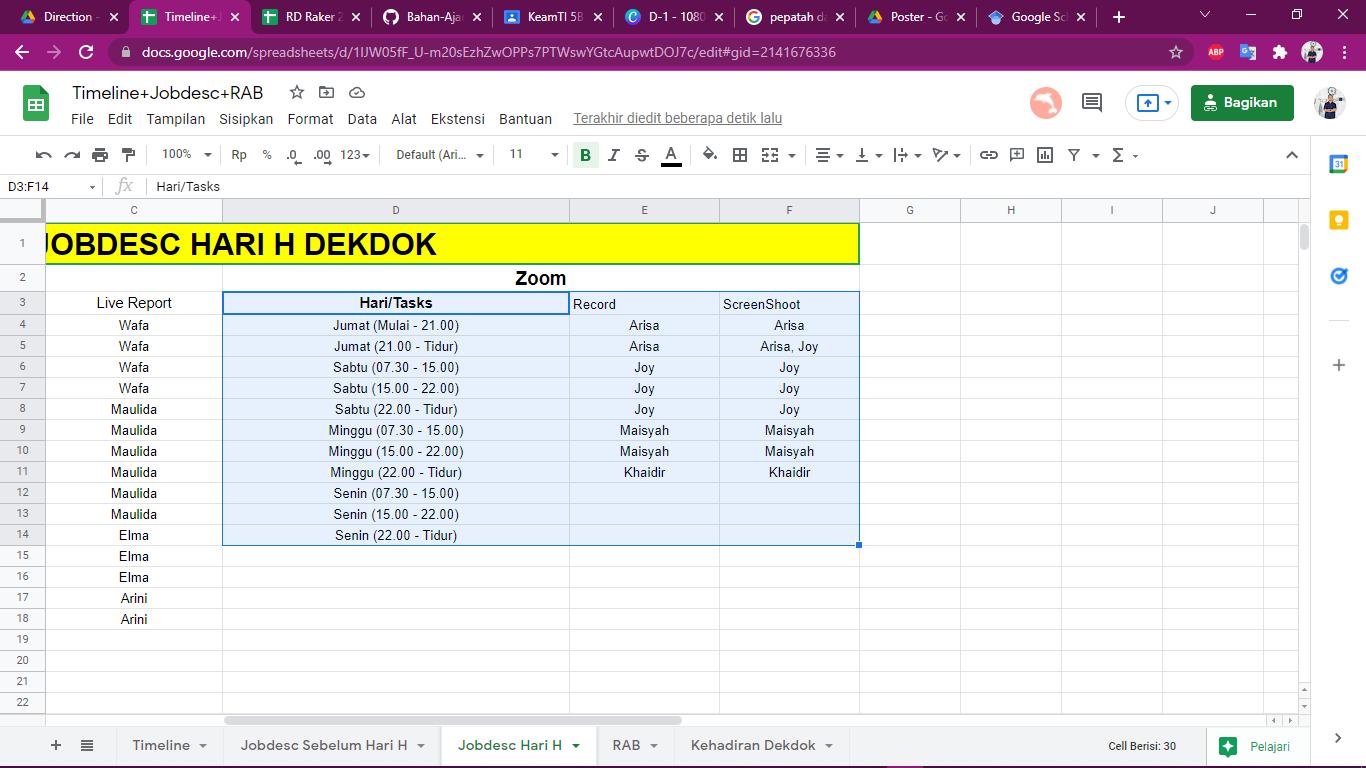 Direction -
Timeline+J
RD Raker 2
Bahan-Aja
KeamTI 5B
D-1 - 1080
pepatah da
Poster - Go
Google Sch
docs.google.com/spreadsheets/d/1IJW05fF_U-m20sEzhZwOPPs7PTWswYGtcAupwtDOJ7c/edit#gid=2141676336
ABP
Timeline+Jobdesc+RAB
File Edit Tampilan Sisipkan Format Data Alat Ekstensi Bantuan Terakhir diedit beberapa detik lalu
Bagikan
100% Rp % .0 .00 123 Default (Ari... 11 B I S A
31
D3:F14 fx Hari/Tasks
C D E F G H I J
1 JOBDESC HARI H DEKDOK
2 Zoom
3 Live Report Hari/Tasks Record ScreenShoot
4 Wafa Jumat (Mulai - 21.00) Arisa Arisa
5 Wafa Jumat (21.00 - Tidur) Arisa Arisa, Joy
6 Wafa Sabtu (07.30 - 15.00) Joy Joy
7 Wafa Sabtu (15.00 - 22.00) Joy Joy
8 Maulida Sabtu (22.00 - Tidur) Joy Joy
9 Maulida Minggu (07.30 - 15.00) Maisyah Maisyah
10 Maulida Minggu (15.00 - 22.00) Maisyah Maisyah
11 Maulida Minggu (22.00 - Tidur) Khaidir Khaidir
12 Maulida Senin (07.30 - 15.00)
13 Maulida Senin (15.00 - 22.00)
14 Elma Senin (22.00 - Tidur)
15 Elma
16 Elma
17 Arini
18 Arini
19
20
21
22
Timeline Jobdesc Sebelum Hari H Jobdesc Hari H RAB Kehadiran Dekdok Cell Berisi: 30 Pelajari